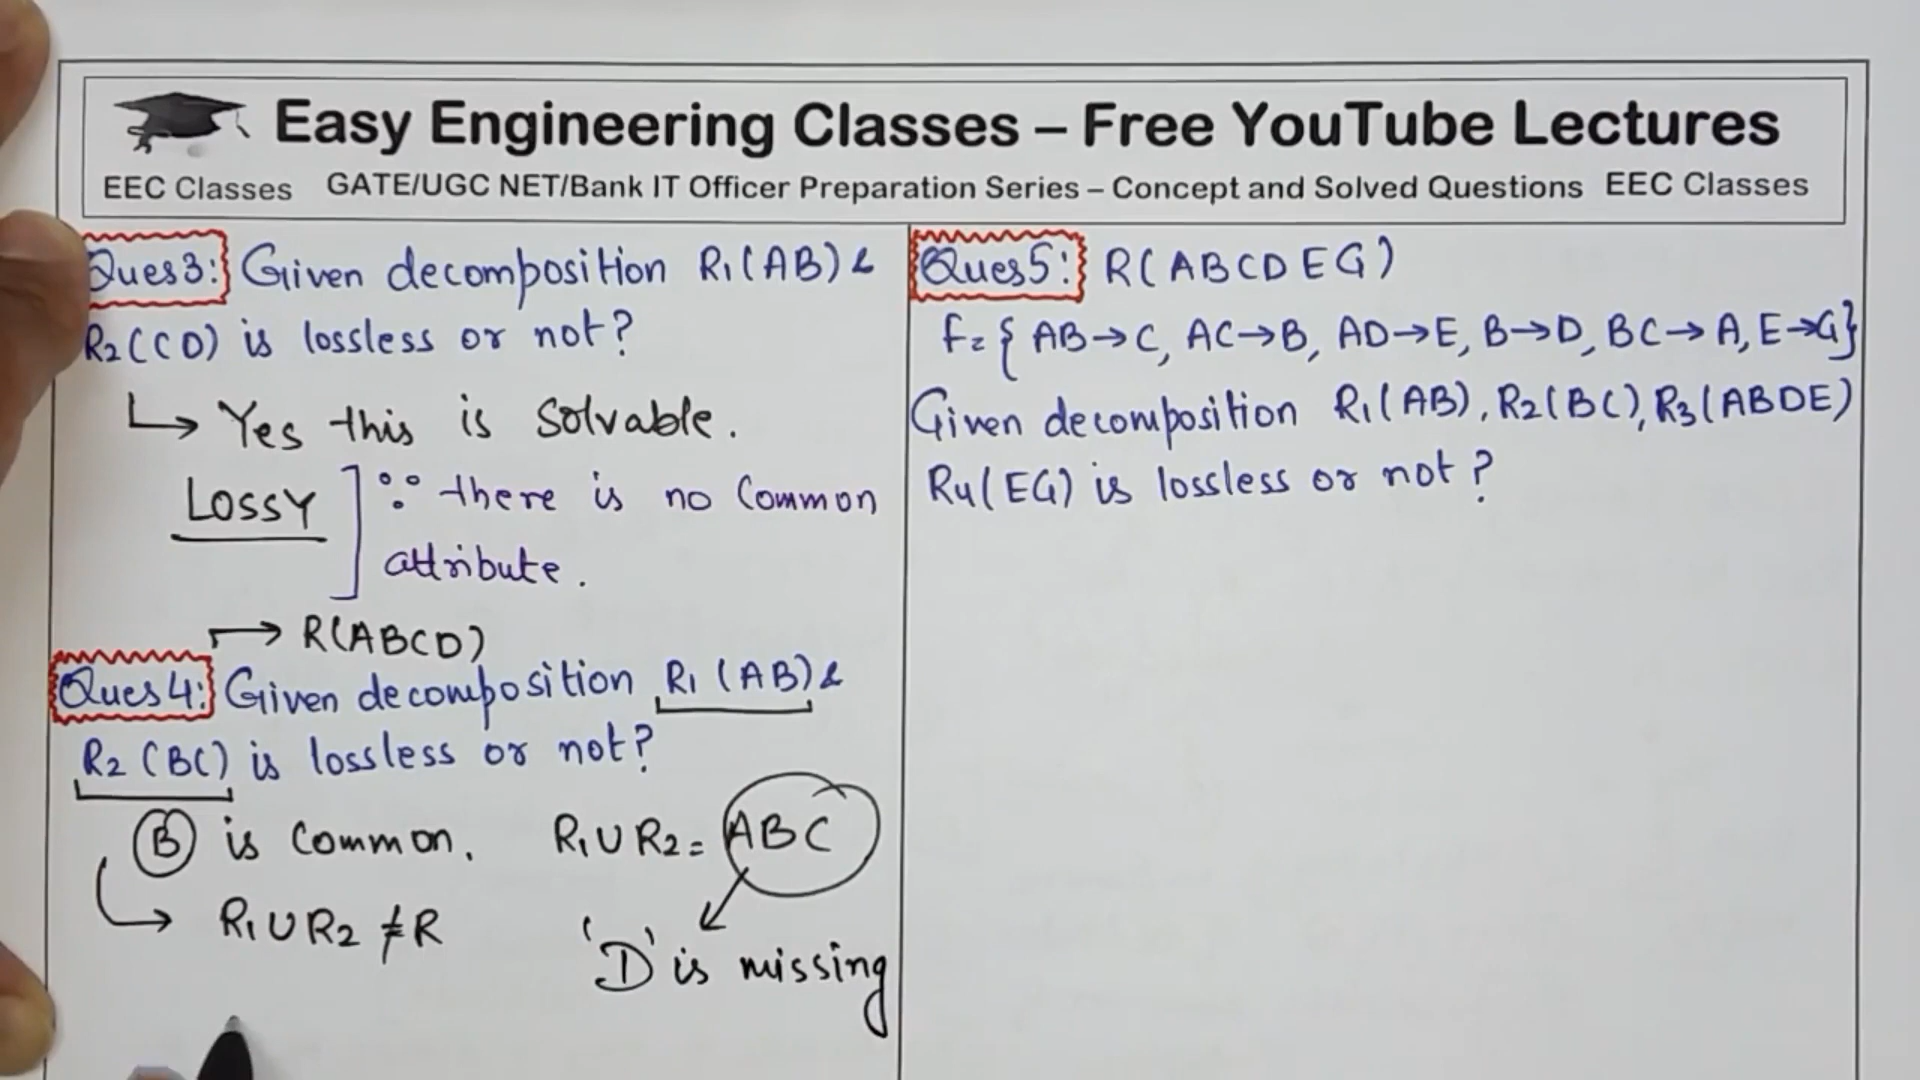 Easy Engineering Classes – Free YouTube Lectures
EEC Classes GATE/UGC NET/Bank IT Officer Preparation Series – Concept and Solved Questions EEC Classes
Ques3: Given decomposition R1(AB) &
R2(CD) is lossless or not?
↳ Yes this is Solvable.
LOSSY ] ∵ there is no Common
attribute.
→ R(ABCD)
Ques4: Given decomposition R1(AB) &
R2(BC) is lossless or not?
B is Common. R1 U R2 = ABC
↳ R1 U R2 ≠ R
'D' is missing
Ques5: R(ABCDEG)
F = { AB→C, AC→B, AD→E, B→D, BC→A, E→G}
Given decomposition R1(AB), R2(BC), R3(ABDE)
R4(EG) is lossless or not?